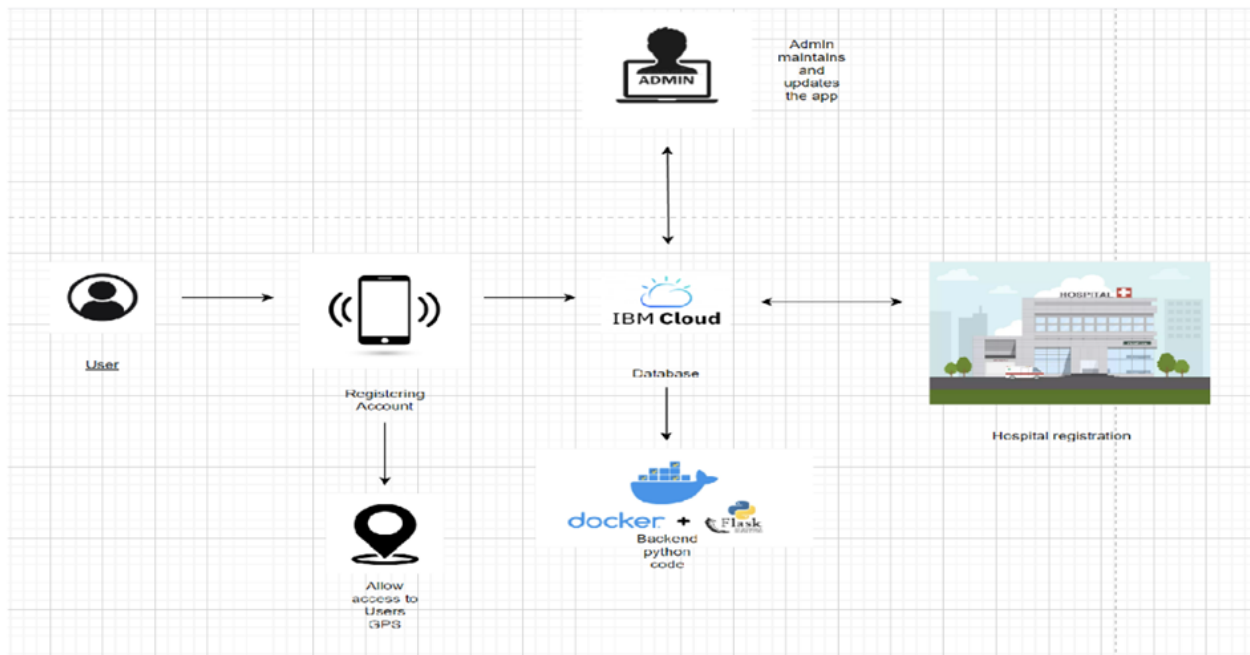 ADMIN
Admin
maintains
and
updates
the app
User
Registering
Account
IBM Cloud
Database
HOSPITAL
Hospital registration
docker + Flask
Backend
python
code
Allow
access to
Users
GPS